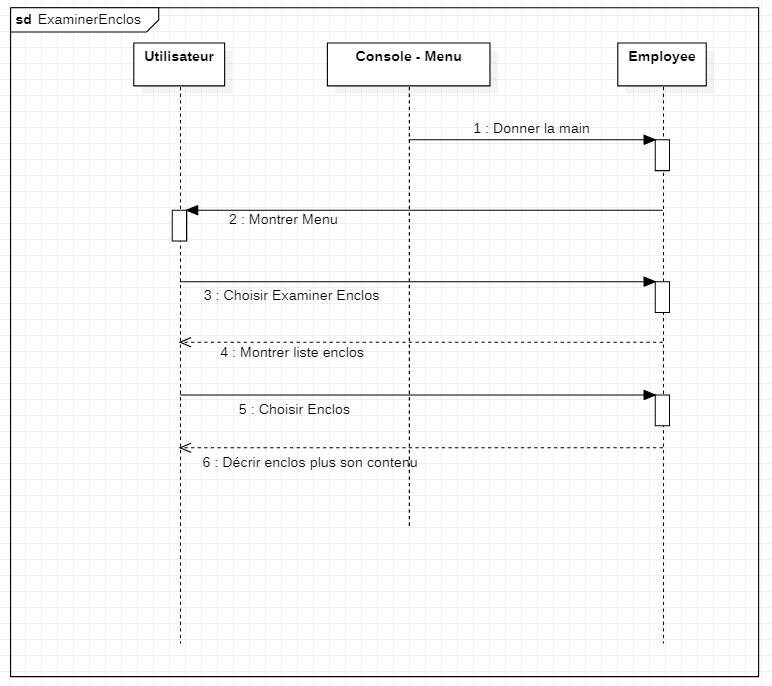 sd ExaminerEnclos
Utilisateur
Console - Menu
Employee
1 : Donner la main
2 : Montrer Menu
3 : Choisir Examiner Enclos
4 : Montrer liste enclos
5 : Choisir Enclos
6 : Décrir enclos plus son contenu